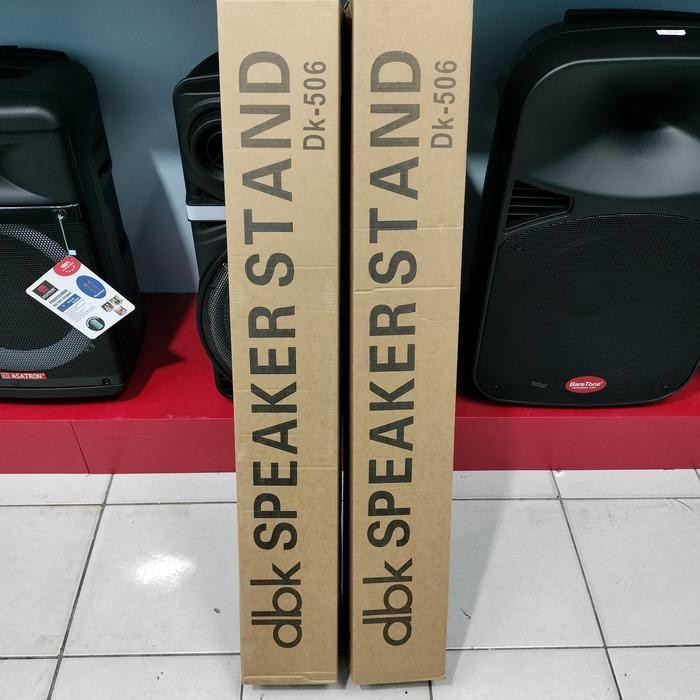 dbk SPEAKER STAND
Dk-506
dbk SPEAKER STAND
Dk-506
ASATRON
BareTone